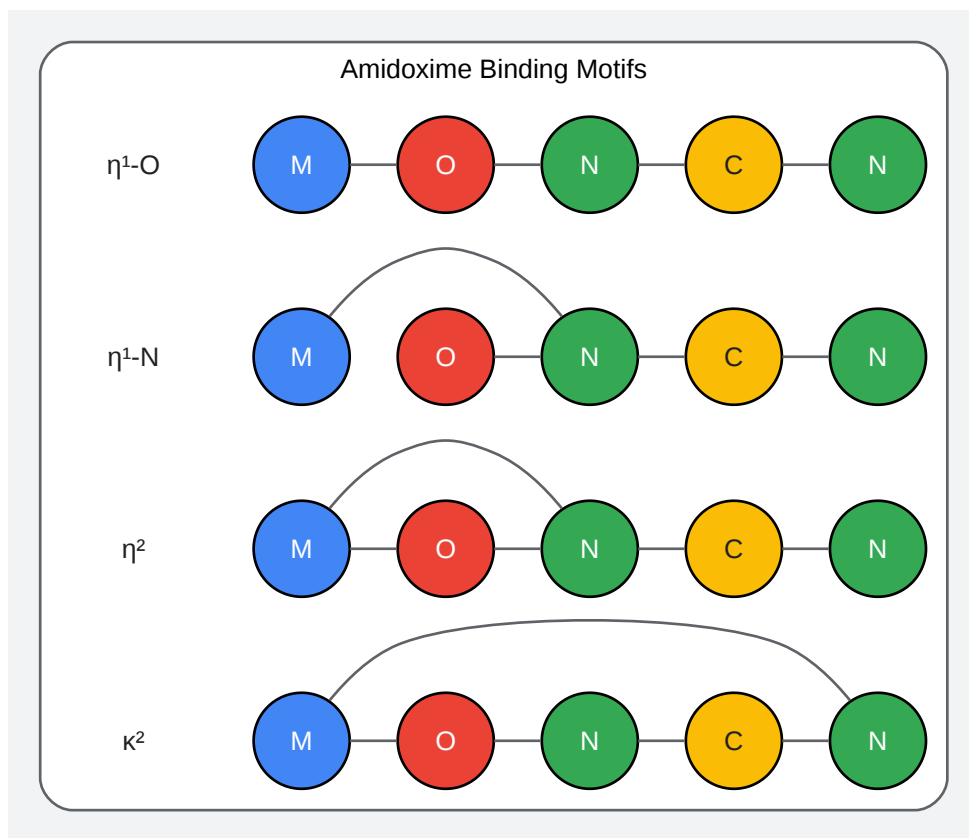 Amidoxime Binding Motifs
η¹-O M O N C N
η¹-N M O N C N
η² M O N C N
κ² M O N C N